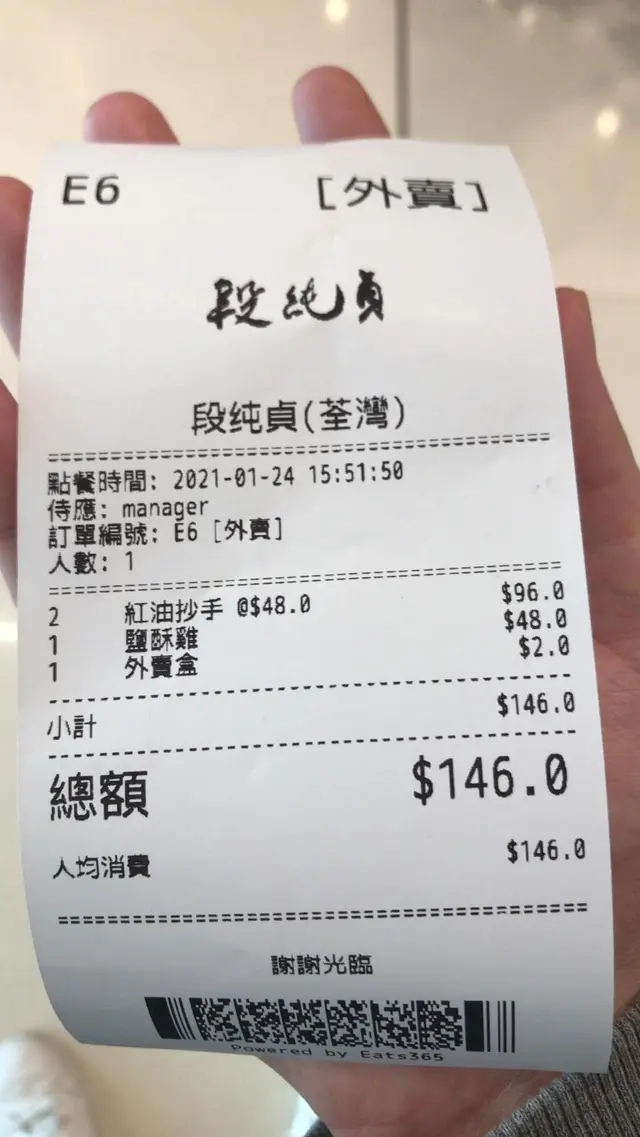 E6 [外賣]
段純貞
段纯貞(荃灣)
點餐時間: 2021-01-24 15:51:50
侍應: manager
訂單編號: E6 [外賣]
人數: 1
2 紅油抄手 @$48.0 $96.0
1 鹽酥雞 $48.0
1 外賣盒 $2.0
小計 $146.0
總額 $146.0
人均消費 $146.0
謝謝光臨
Powered by Eats365